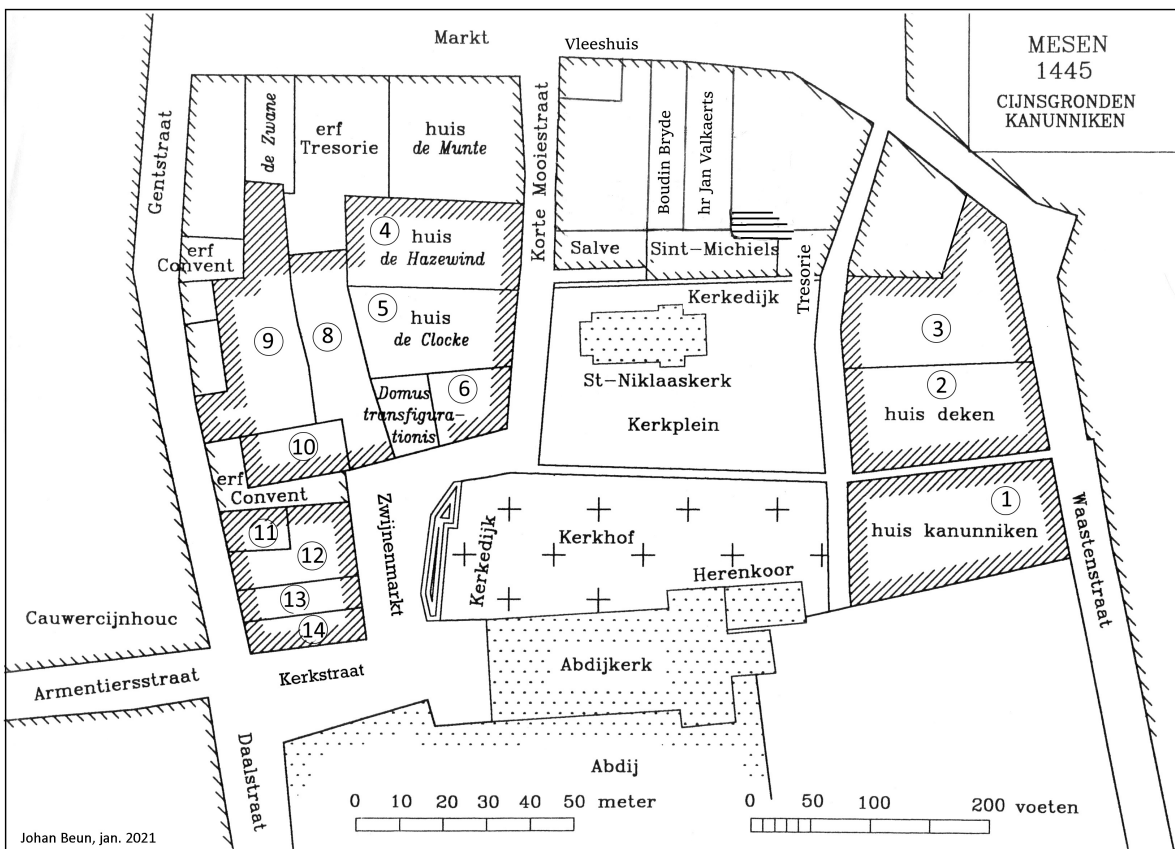 Markt
Vleeshuis
MESEN
1445
CIJNSGRONDEN
KANUNNIKEN
Gentstraat
de Zwane
erf
Tresorie
huis
de Munte
Korte Mooiestraat
Boudin Bryde
hr Jan Valkaerts
4
huis
de Hazewind
erf
Convent
Salve
Sint-Michiels
Tresorie
Kerkedijk
5
huis
de Clocke
9
8
3
St-Niklaaskerk
6
Domus
transfigura-
tionis
2
huis deken
Kerkplein
10
erf
Convent
1
huis kanunniken
11
12
Zwijnenmarkt
Kerkedijk
Kerkhof
Waastenstraat
Herenkoor
13
14
Cauwercijnhouc
Abdijkerk
Armentiersstraat
Kerkstraat
Daalstraat
Abdij
0 10 20 30 40 50 meter
0 50 100 200 voeten
Johan Beun, jan. 2021